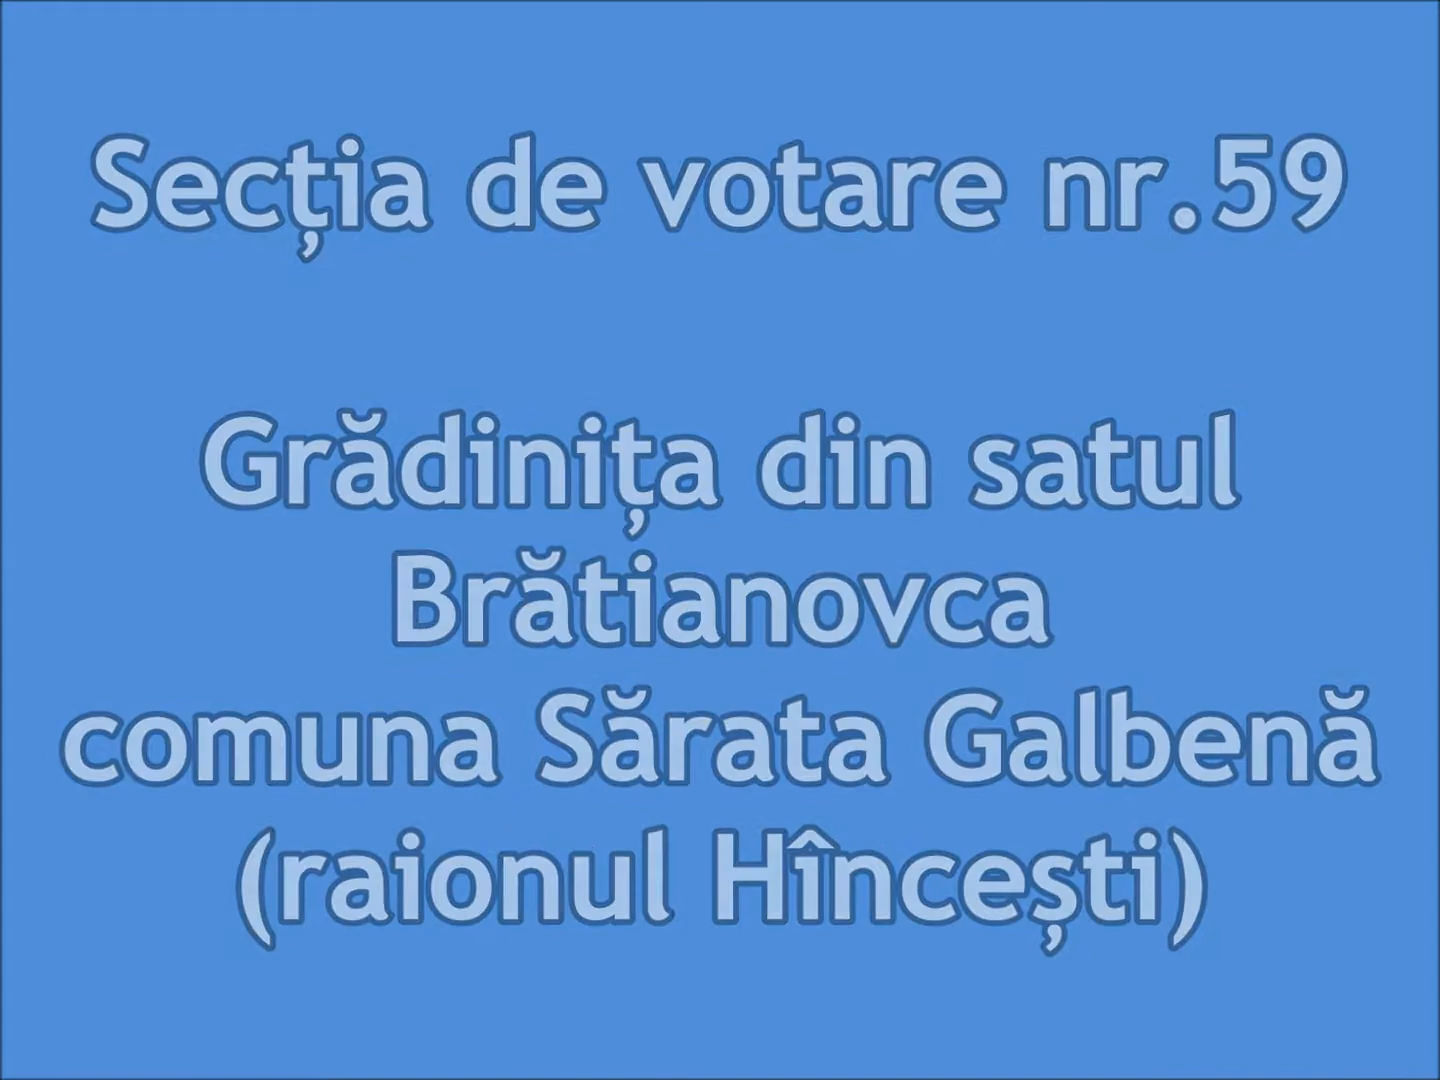 Secția de votare nr.59
Grădinița din satul
Brătianovca
comuna Sărata Galbenă
(raionul Hîncești)